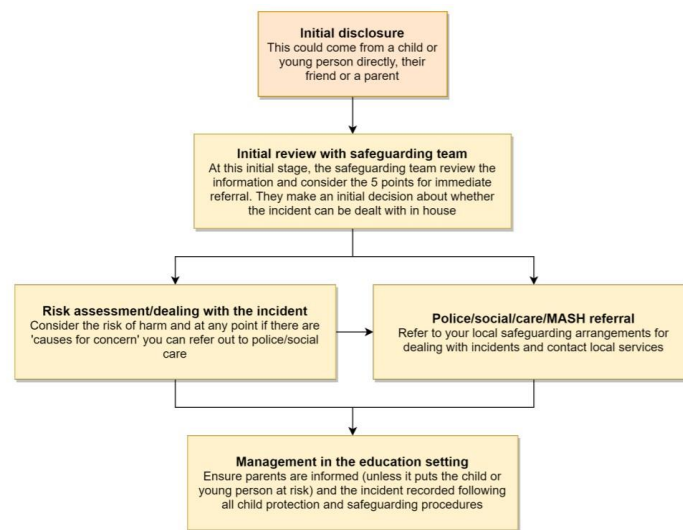 Initial disclosure
This could come from a child or
young person directly, their
friend or a parent
Initial review with safeguarding team
At this initial stage, the safeguarding team review the
information and consider the 5 points for immediate
referral. They make an initial decision about whether
the incident can be dealt with in house
Risk assessment/dealing with the incident
Consider the risk of harm and at any point if there are
'causes for concern' you can refer out to police/social
care
Police/social/care/MASH referral
Refer to your local safeguarding arrangements for
dealing with incidents and contact local services
Management in the education setting
Ensure parents are informed (unless it puts the child or
young person at risk) and the incident recorded following
all child protection and safeguarding procedures